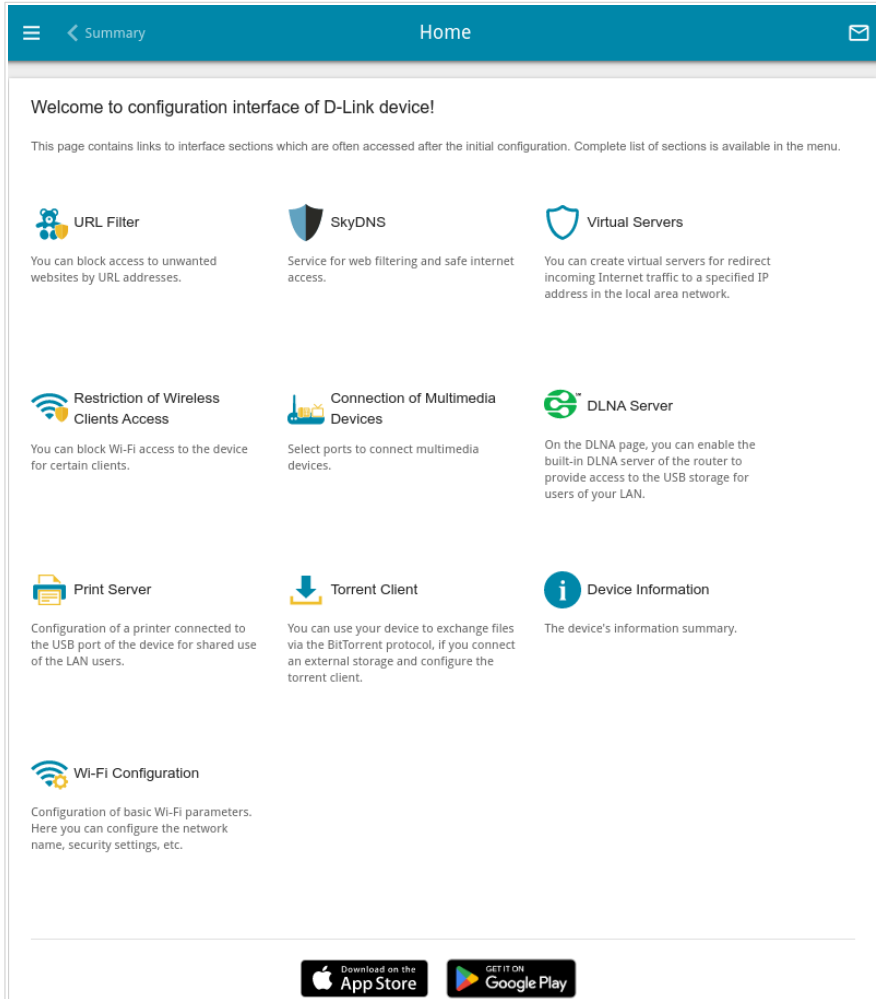 Summary
Home
Welcome to configuration interface of D-Link device!
This page contains links to interface sections which are often accessed after the initial configuration. Complete list of sections is available in the menu.
URL Filter
You can block access to unwanted
websites by URL addresses.
SkyDNS
Service for web filtering and safe internet
access.
Virtual Servers
You can create virtual servers for redirect
incoming Internet traffic to a specified IP
address in the local area network.
Restriction of Wireless
Clients Access
You can block Wi-Fi access to the device
for certain clients.
Connection of Multimedia
Devices
Select ports to connect multimedia
devices.
DLNA Server
On the DLNA page, you can enable the
built-in DLNA server of the router to
provide access to the USB storage for
users of your LAN.
Print Server
Configuration of a printer connected to
the USB port of the device for shared use
of the LAN users.
Torrent Client
You can use your device to exchange files
via the BitTorrent protocol, if you connect
an external storage and configure the
torrent client.
i
Device Information
The device's information summary.
Wi-Fi Configuration
Configuration of basic Wi-Fi parameters.
Here you can configure the network
name, security settings, etc.
Download on the
App Store
GET IT ON
Google Play